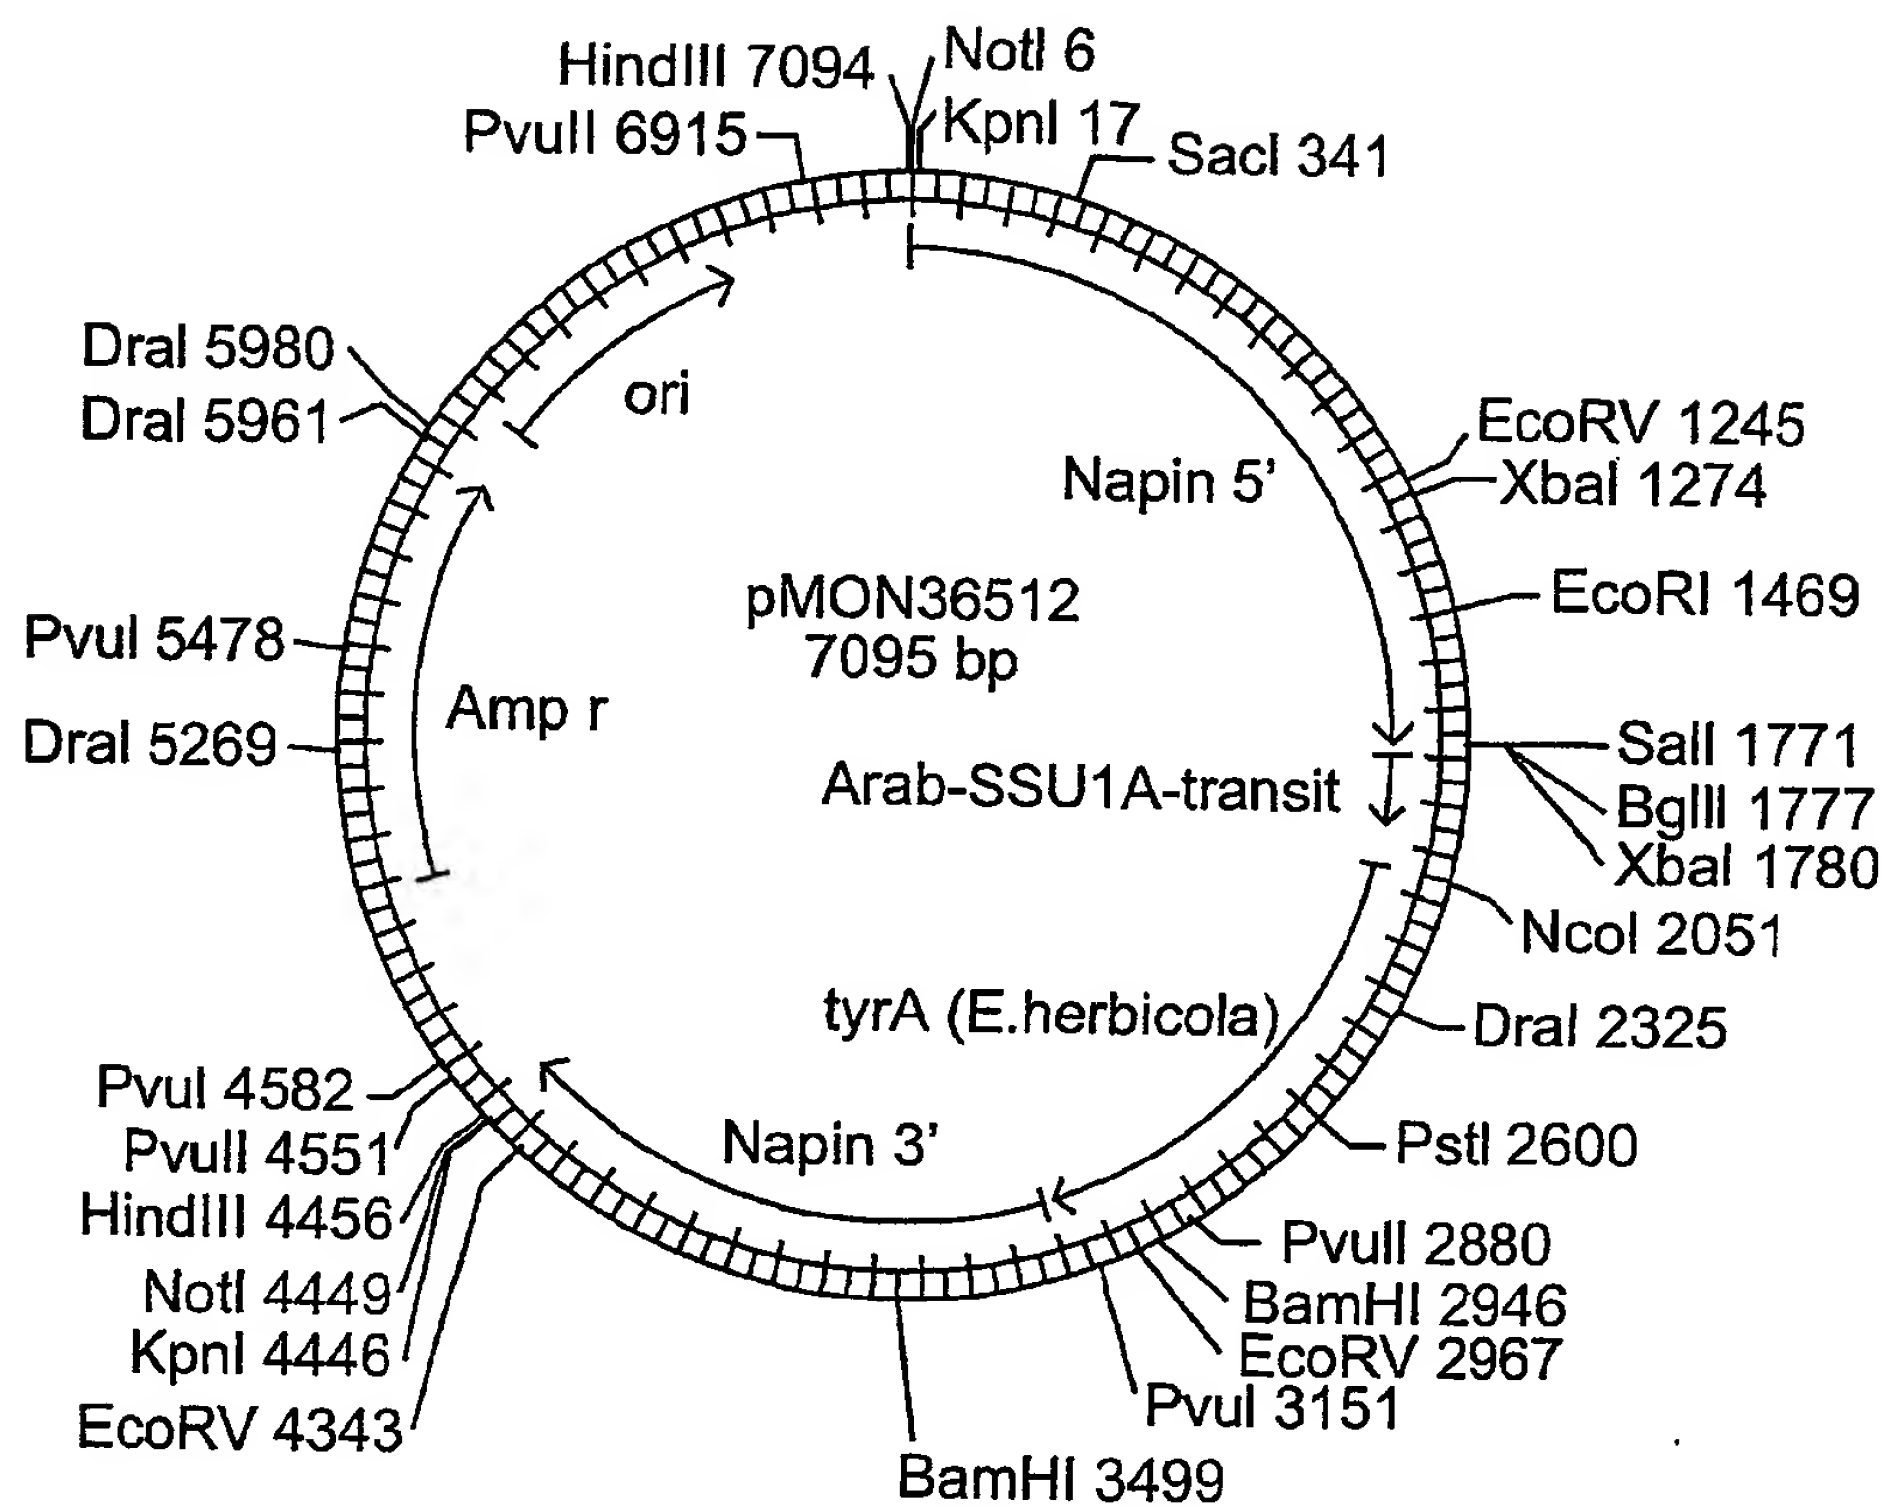 HindIII 7094
NotI 6
PvuII 6915
KpnI 17
SacI 341
DraI 5980
DraI 5961
ori
EcoRV 1245
Napin 5’
XbaI 1274
pMON36512
7095 bp
EcoRI 1469
PvuI 5478
Amp r
DraI 5269
SalI 1771
Arab-SSU1A-transit
BglII 1777
XbaI 1780
NcoI 2051
tyrA (E.herbicola)
DraI 2325
PvuI 4582
PvuII 4551
Napin 3’
PstI 2600
HindIII 4456
PvuII 2880
NotI 4449
BamHI 2946
KpnI 4446
EcoRV 2967
EcoRV 4343
PvuI 3151
BamHI 3499